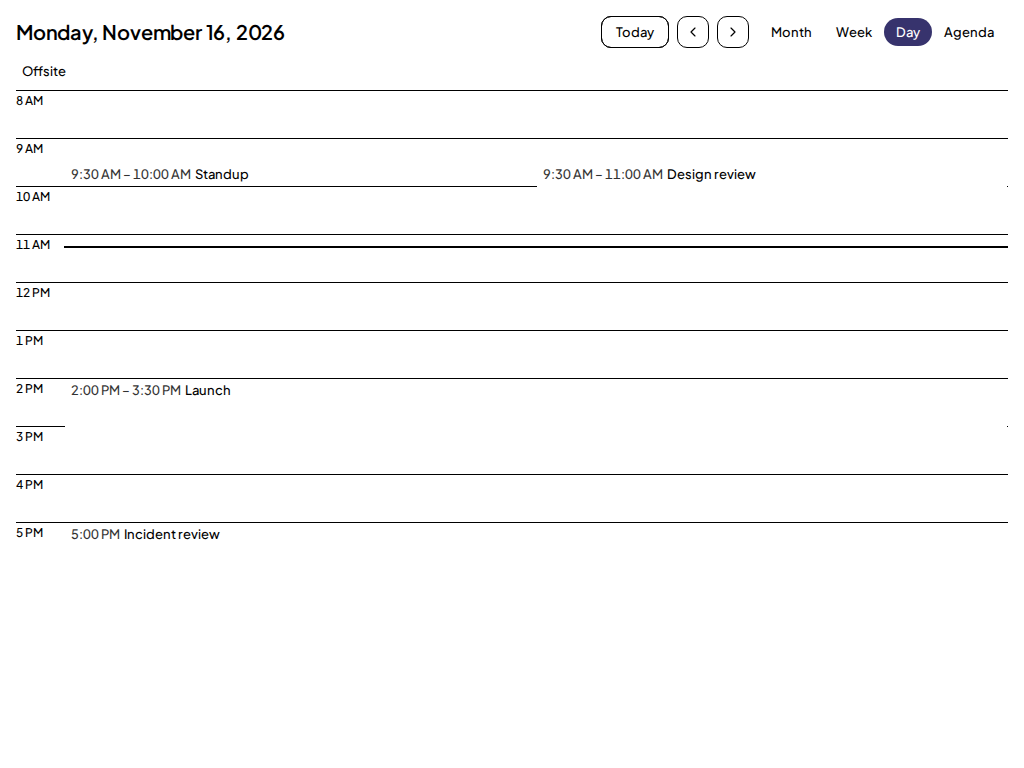 Monday, November 16, 2026
Today
Month
Week
Day
Agenda
Offsite
8 AM
9 AM
9:30 AM – 10:00 AM Standup
9:30 AM – 11:00 AM Design review
10 AM
11 AM
12 PM
1 PM
2 PM
2:00 PM – 3:30 PM Launch
3 PM
4 PM
5 PM
5:00 PM Incident review